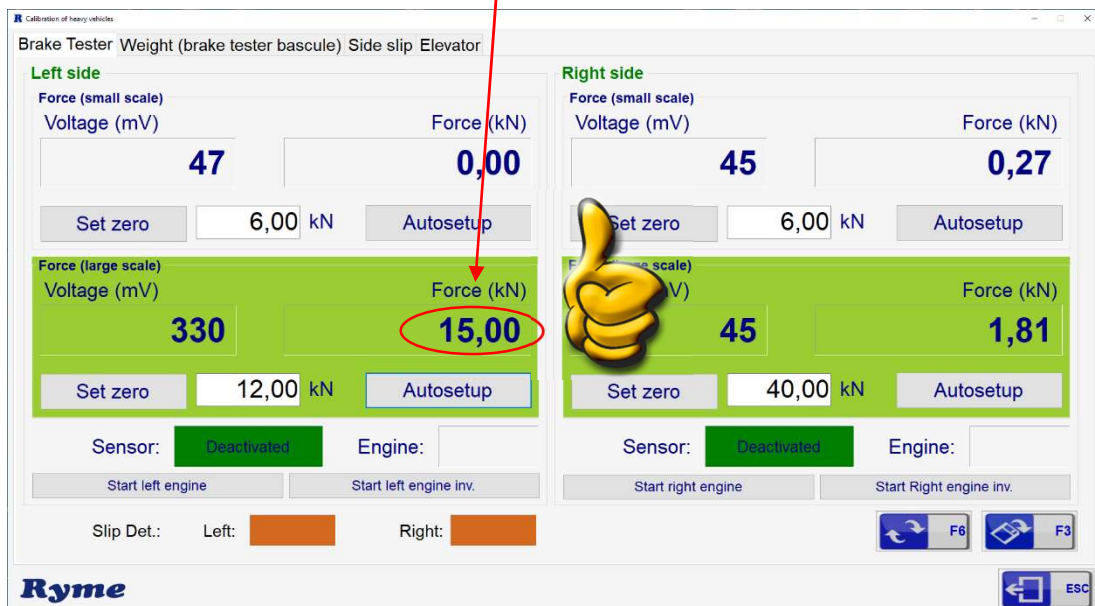 R Calibration of heavy vehicles
Brake Tester Weight (brake tester bascule) Side slip Elevator
Left side
Force (small scale)
Voltage (mV) Force (kN)
47 0,00
Set zero 6,00 kN Autosetup
Force (large scale)
Voltage (mV) Force (kN)
330 15,00
Set zero 12,00 kN Autosetup
Sensor: Deactivated Engine:
Start left engine Start left engine inv.
Right side
Force (small scale)
Voltage (mV) Force (kN)
45 0,27
Set zero 6,00 kN Autosetup
scale)
V) Force (kN)
45 1,81
Set zero 40,00 kN Autosetup
Sensor: Deactivated Engine:
Start right engine Start Right engine inv.
Slip Det.: Left: Right:
F6 F3
Ryme
ESC